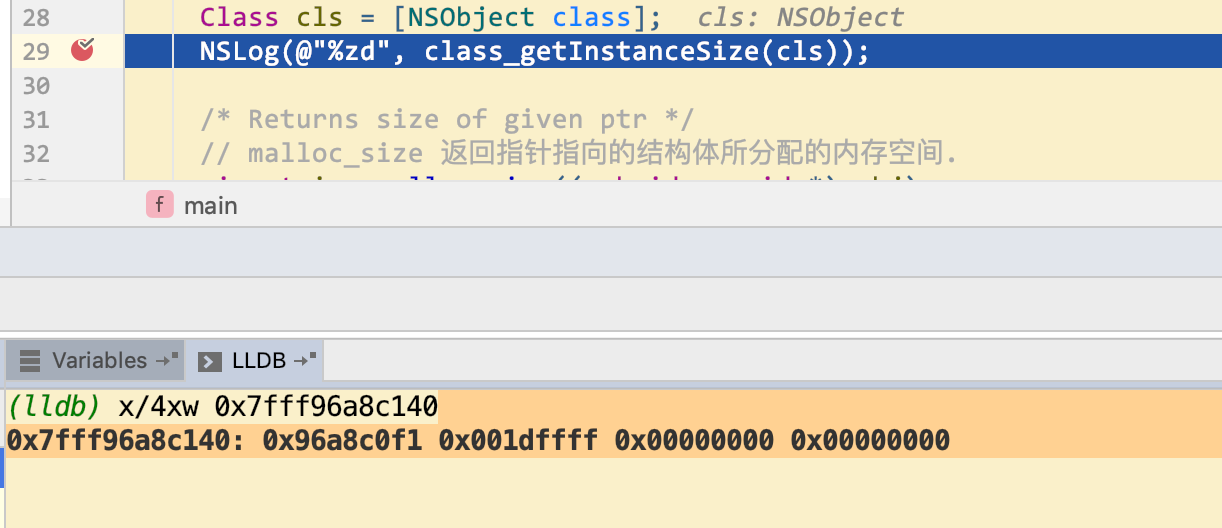 28 Class cls = [NSObject class]; cls: NSObject
29 NSLog(@"%zd", class_getInstanceSize(cls));
30
31 /* Returns size of given ptr */
32 // malloc_size 返回指针指向的结构体所分配的内存空间.
f main
Variables
LLDB
(lldb) x/4xw 0x7fff96a8c140
0x7fff96a8c140: 0x96a8c0f1 0x001dffff 0x00000000 0x00000000